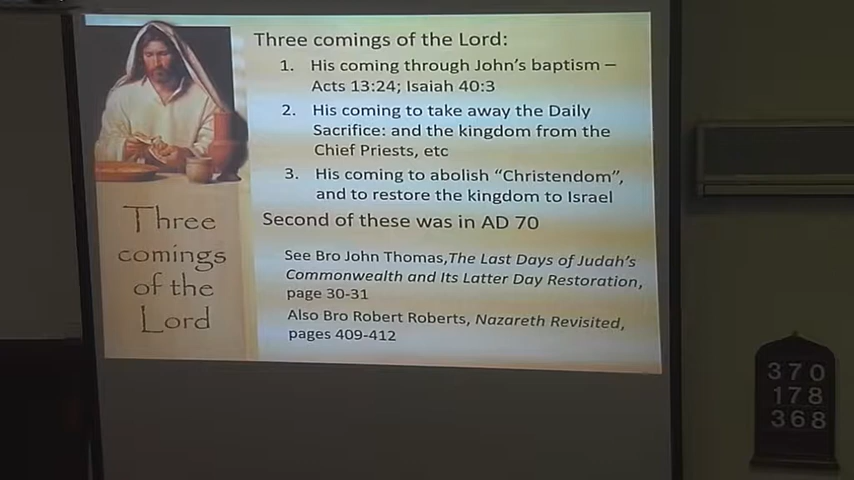 Three comings of the Lord:
1. His coming through John's baptism –
Acts 13:24; Isaiah 40:3
2. His coming to take away the Daily
Sacrifice: and the kingdom from the
Chief Priests, etc
3. His coming to abolish “Christendom”,
and to restore the kingdom to Israel
Second of these was in AD 70
See Bro John Thomas,The Last Days of Judah's
Commonwealth and Its Latter Day Restoration,
page 30-31
Also Bro Robert Roberts, Nazareth Revisited,
pages 409-412
Three
comings
of the
Lord
370
178
368